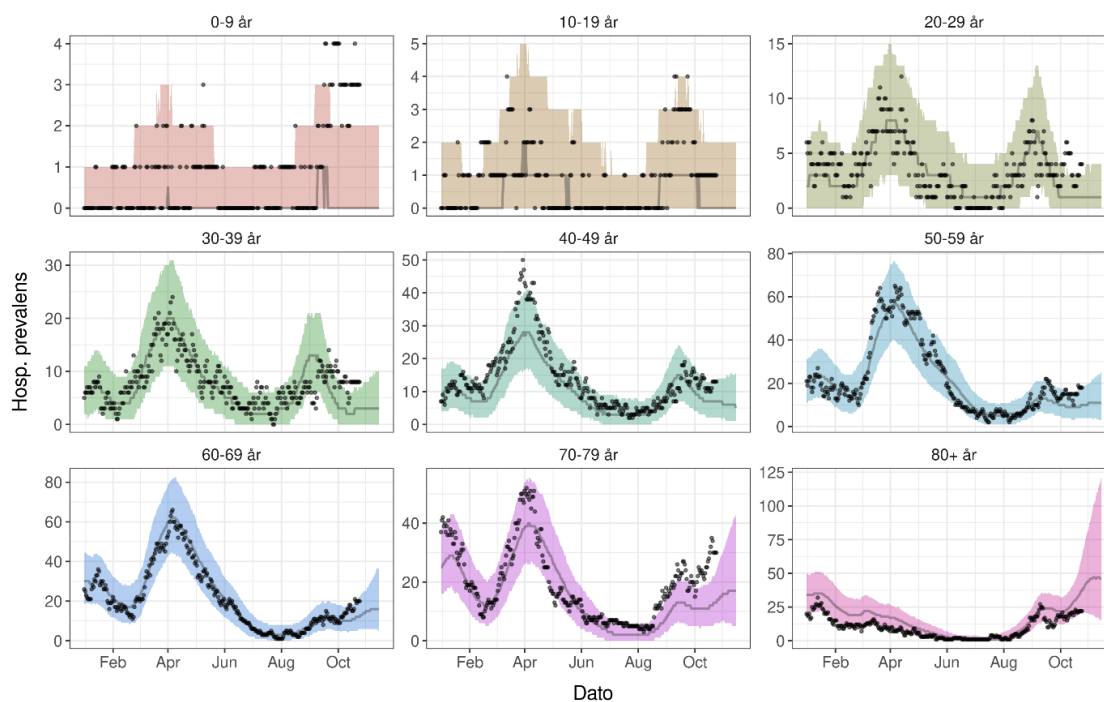 0-9 år
10-19 år
20-29 år
4
3
2
1
0
5
4
3
2
1
0
15
10
5
0
30-39 år
40-49 år
50-59 år
30
20
10
0
50
40
30
20
10
0
80
60
40
20
0
60-69 år
70-79 år
80+ år
80
60
40
20
0
40
20
0
125
100
75
50
25
0
Feb
Apr
Jun
Aug
Oct
Feb
Apr
Jun
Aug
Oct
Feb
Apr
Jun
Aug
Oct
Hosp. prevalens
Dato